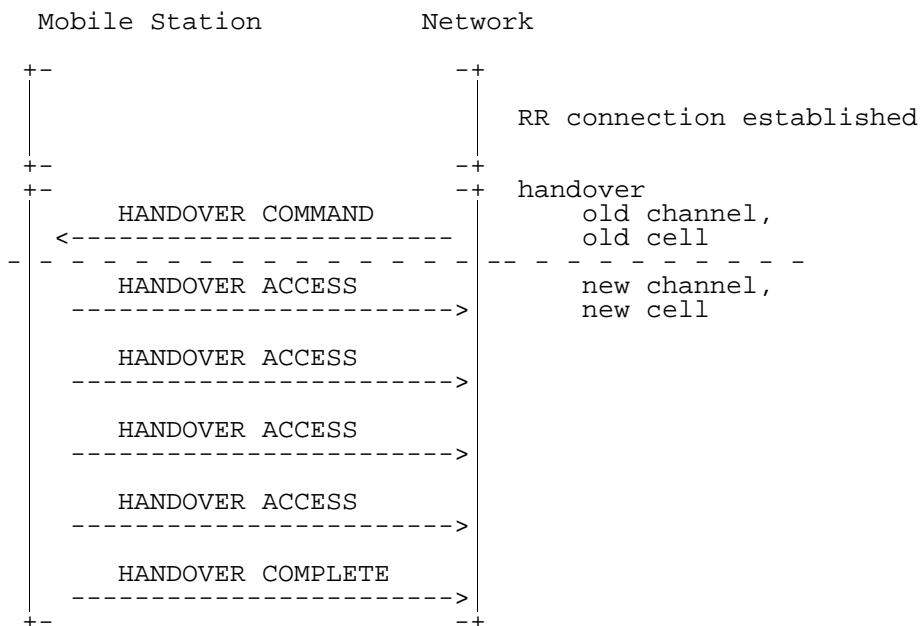 Mobile Station Network
RR connection established
handover
HANDOVER COMMAND old channel,
old cell
HANDOVER ACCESS new channel,
new cell
HANDOVER ACCESS
HANDOVER ACCESS
HANDOVER ACCESS
HANDOVER COMPLETE